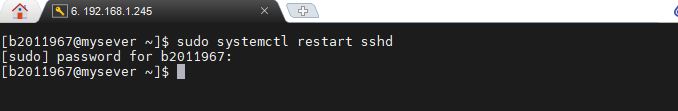 6. 192.168.1.245
[b2011967@mysever ~]$ sudo systemctl restart sshd
[sudo] password for b2011967:
[b2011967@mysever ~]$